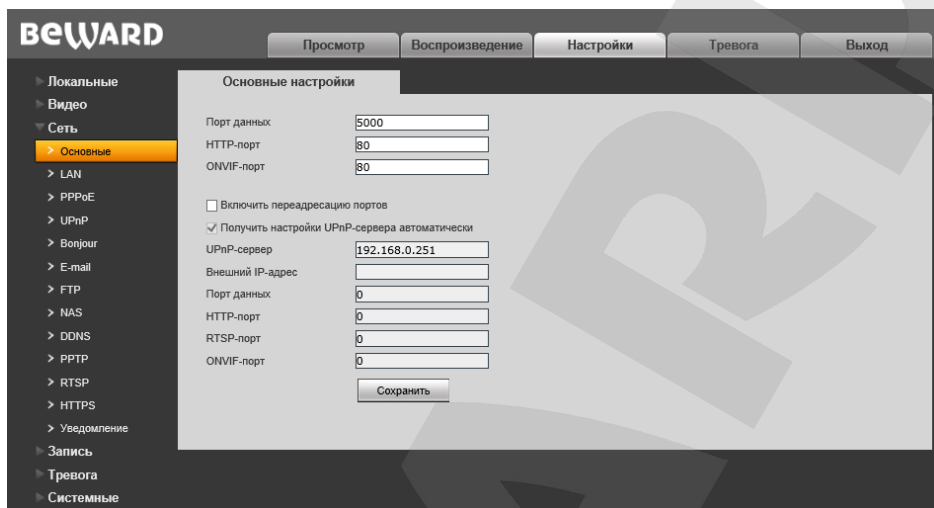 BEWARD
Просмотр
Воспроизведение
Настройки
Тревога
Выход
Локальные
Видео
Сеть
Основные
LAN
PPPoE
UPnP
Bonjour
E-mail
FTP
NAS
DDNS
PPTP
RTSP
HTTPS
Уведомление
Запись
Тревога
Системные
Основные настройки
Порт данных 5000
HTTP-порт 80
ONVIF-порт 80
Включить переадресацию портов
Получить настройки UPnP-сервера автоматически
UPnP-сервер 192.168.0.251
Внешний IP-адрес
Порт данных 0
HTTP-порт 0
RTSP-порт 0
ONVIF-порт 0
Сохранить